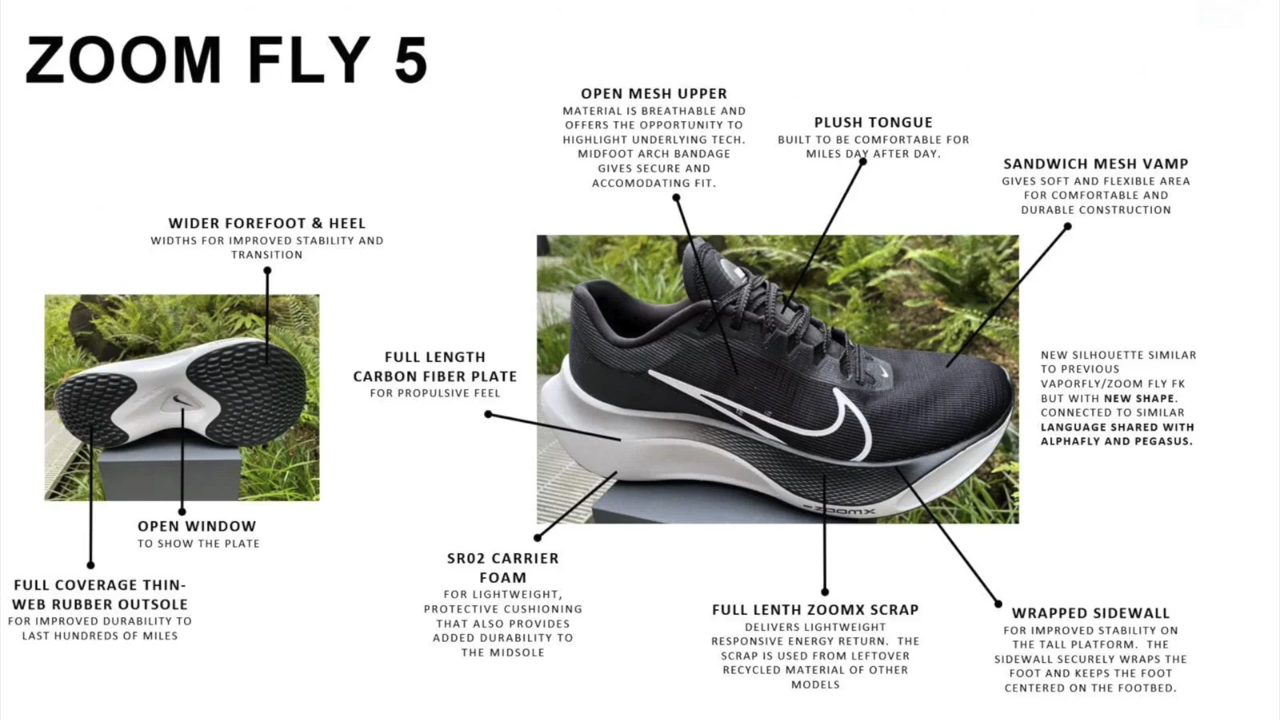 ZOOM FLY 5
OPEN MESH UPPER
MATERIAL IS BREATHABLE AND
OFFERS THE OPPORTUNITY TO
HIGHLIGHT UNDERLYING TECH.
MIDFOOT ARCH BANDAGE
GIVES SECURE AND
ACCOMODATING FIT.
PLUSH TONGUE
BUILT TO BE COMFORTABLE FOR
MILES DAY AFTER DAY.
SANDWICH MESH VAMP
GIVES SOFT AND FLEXIBLE AREA
FOR COMFORTABLE AND
DURABLE CONSTRUCTION
WIDER FOREFOOT & HEEL
WIDTHS FOR IMPROVED STABILITY AND
TRANSITION
FULL LENGTH
CARBON FIBER PLATE
FOR PROPULSIVE FEEL
NEW SILHOUETTE SIMILAR
TO PREVIOUS
VAPORFLY/ZOOM FLY FK
BUT WITH NEW SHAPE.
CONNECTED TO SIMILAR
LANGUAGE SHARED WITH
ALPHAFLY AND PEGASUS.
ZOOMX
OPEN WINDOW
TO SHOW THE PLATE
FULL COVERAGE THIN-
WEB RUBBER OUTSOLE
FOR IMPROVED DURABILITY TO
LAST HUNDREDS OF MILES
SR02 CARRIER
FOAM
FOR LIGHTWEIGHT,
PROTECTIVE CUSHIONING
THAT ALSO PROVIDES
ADDED DURABILITY TO
THE MIDSOLE
FULL LENTH ZOOMX SCRAP
DELIVERS LIGHTWEIGHT
RESPONSIVE ENERGY RETURN. THE
SCRAP IS USED FROM LEFTOVER
RECYCLED MATERIAL OF OTHER
MODELS
WRAPPED SIDEWALL
FOR IMPROVED STABILITY ON
THE TALL PLATFORM. THE
SIDEWALL SECURELY WRAPS THE
FOOT AND KEEPS THE FOOT
CENTERED ON THE FOOTBED.